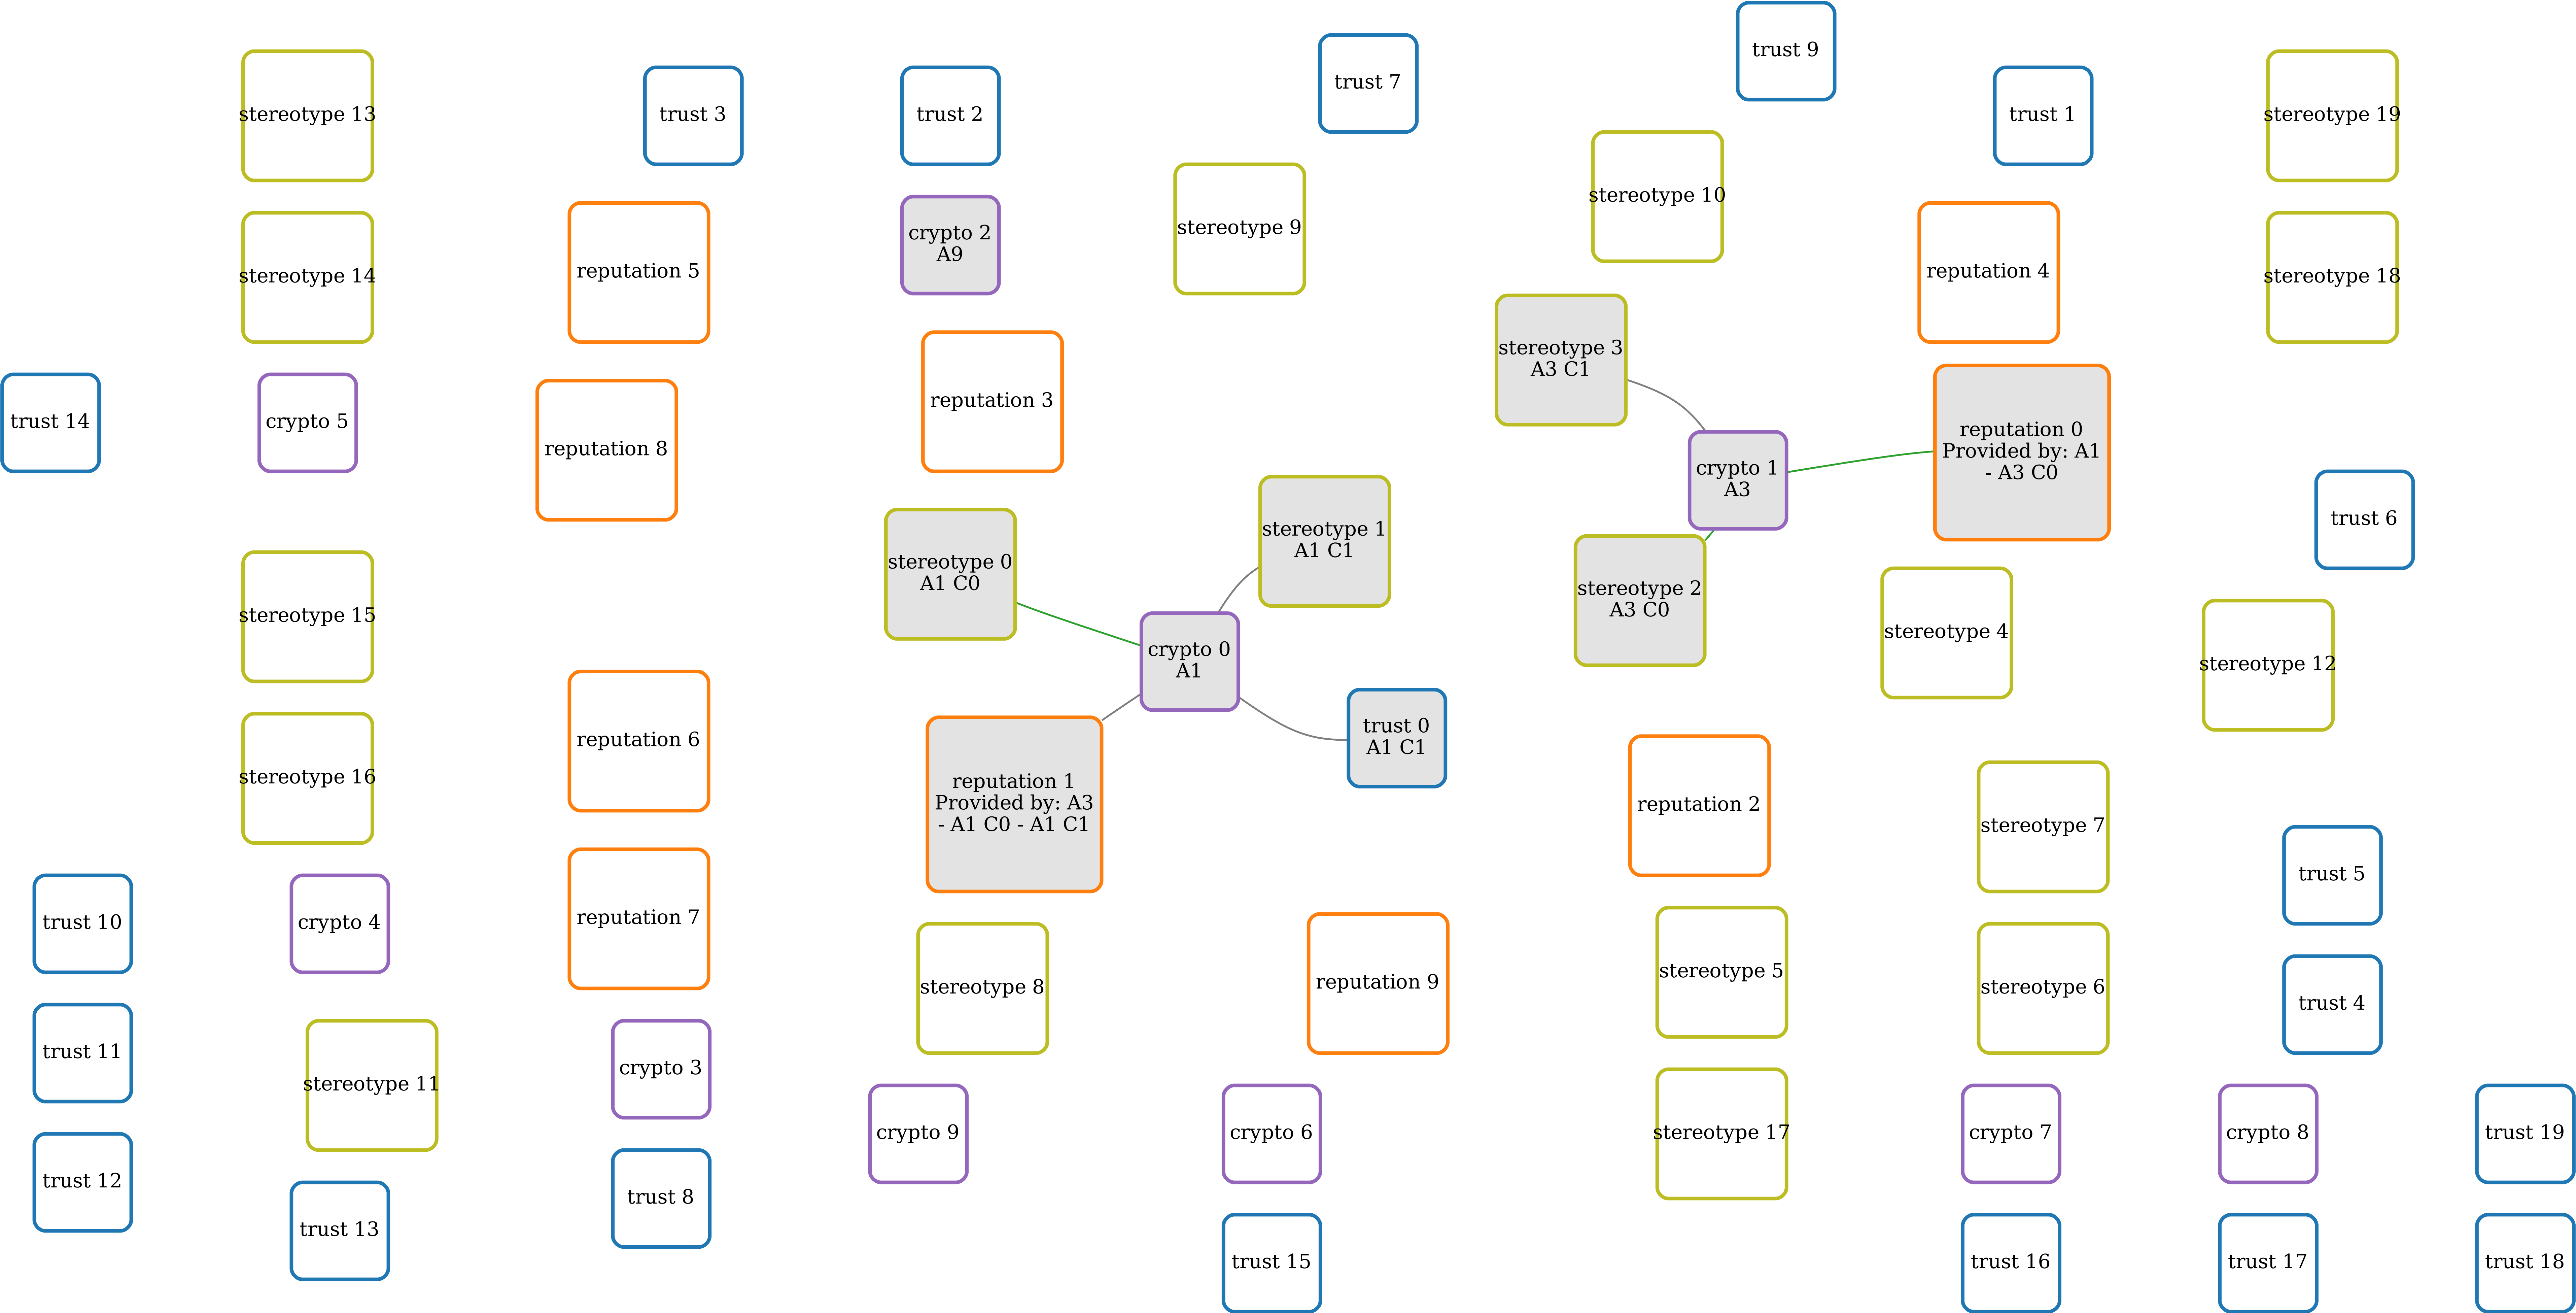 trust 9
trust 7
stereotype 13
trust 3
trust 2
trust 1
stereotype 19
stereotype 10
stereotype 9
crypto 2
A9
reputation 5
reputation 4
stereotype 14
stereotype 18
stereotype 3
A3 C1
reputation 3
trust 14
crypto 5
reputation 8
reputation 0
Provided by: A1
- A3 C0
crypto 1
A3
trust 6
stereotype 1
A1 C1
stereotype 0
A1 C0
stereotype 2
A3 C0
stereotype 15
stereotype 4
crypto 0
A1
stereotype 12
trust 0
A1 C1
reputation 6
stereotype 16
reputation 1
Provided by: A3
- A1 C0 - A1 C1
reputation 2
stereotype 7
trust 5
trust 10
crypto 4
reputation 7
stereotype 5
reputation 9
stereotype 8
stereotype 6
trust 4
trust 11
crypto 3
stereotype 11
crypto 9
crypto 6
stereotype 17
crypto 7
crypto 8
trust 19
trust 12
trust 8
trust 13
trust 15
trust 16
trust 17
trust 18